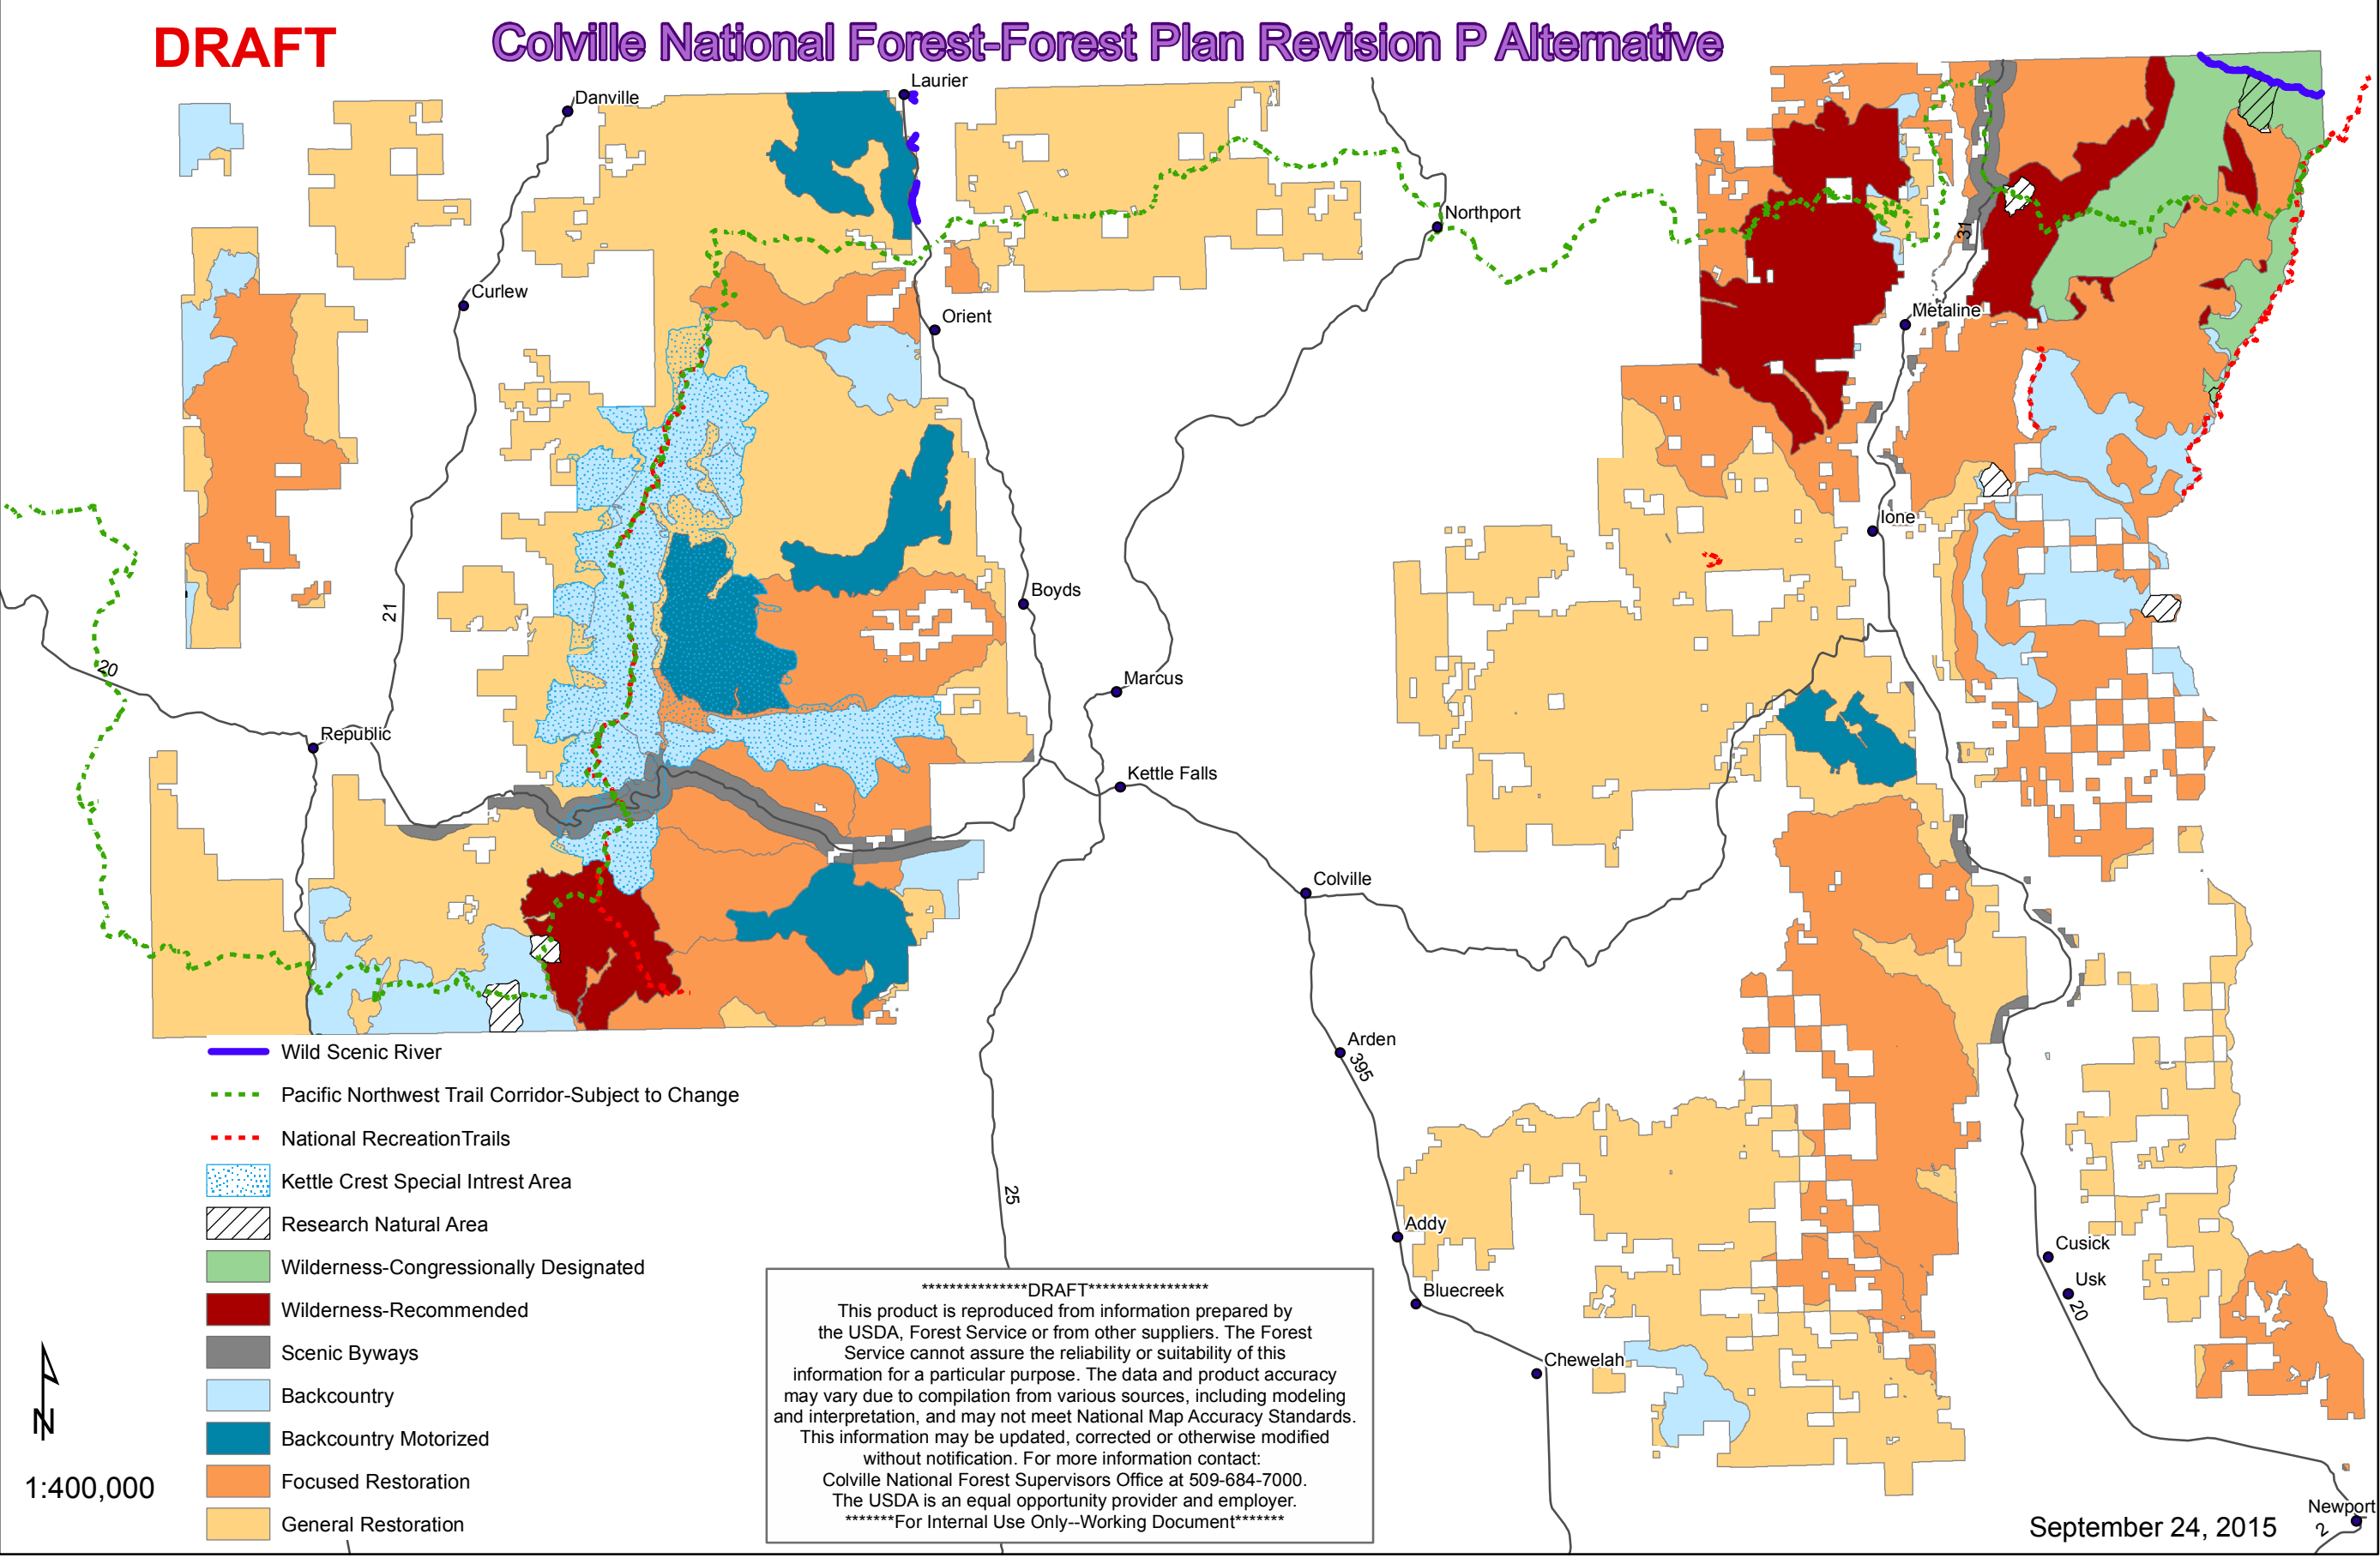 DRAFT
Colville National Forest-Forest Plan Revision P Alternative
Laurier
Danville
Northport
Curlew
31
Metaline
Orient
Ione
Boyds
21
20
Marcus
Republic
Kettle Falls
Colville
Arden
395
25
Addy
Bluecreek
Cusick
Usk
20
Chewelah
Newport
2
Wild Scenic River
Pacific Northwest Trail Corridor-Subject to Change
National RecreationTrails
Kettle Crest Special Intrest Area
Research Natural Area
Wilderness-Congressionally Designated
Wilderness-Recommended
Scenic Byways
Backcountry
Backcountry Motorized
Focused Restoration
General Restoration
N
1:400,000
***************DRAFT*****************
This product is reproduced from information prepared by
the USDA, Forest Service or from other suppliers. The Forest
Service cannot assure the reliability or suitability of this
information for a particular purpose. The data and product accuracy
may vary due to compilation from various sources, including modeling
and interpretation, and may not meet National Map Accuracy Standards.
This information may be updated, corrected or otherwise modified
without notification. For more information contact:
Colville National Forest Supervisors Office at 509-684-7000.
The USDA is an equal opportunity provider and employer.
*******For Internal Use Only--Working Document*******
September 24, 2015